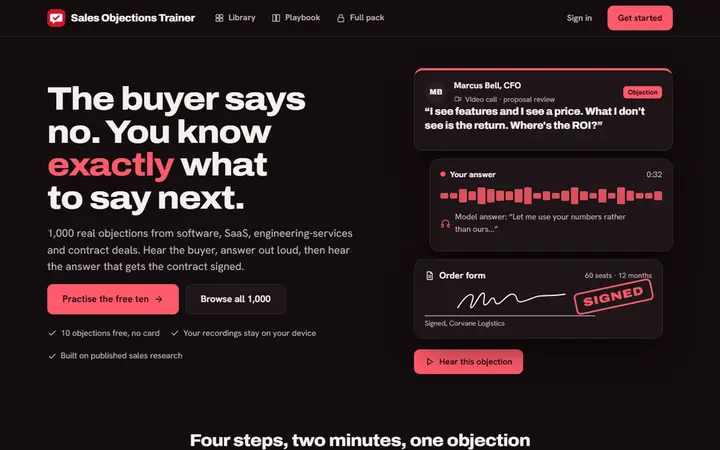 Sales Objections Trainer
Library
Playbook
Full pack
Sign in
Get started
The buyer says
no. You know
exactly what
to say next.
1,000 real objections from software, SaaS, engineering-services
and contract deals. Hear the buyer, answer out loud, then hear
the answer that gets the contract signed.
Practise the free ten →
Browse all 1,000
10 objections free, no card
Your recordings stay on your device
Built on published sales research
MB
Marcus Bell, CFO
Video call · proposal review
Objection
“I see features and I see a price. What I don't
see is the return. Where's the ROI?”
Your answer
0:32
Model answer: “Let me use your numbers rather
than ours...”
Order form
60 seats · 12 months
SIGNED
Signed, Corvane Logistics
Hear this objection
Four steps, two minutes, one objection